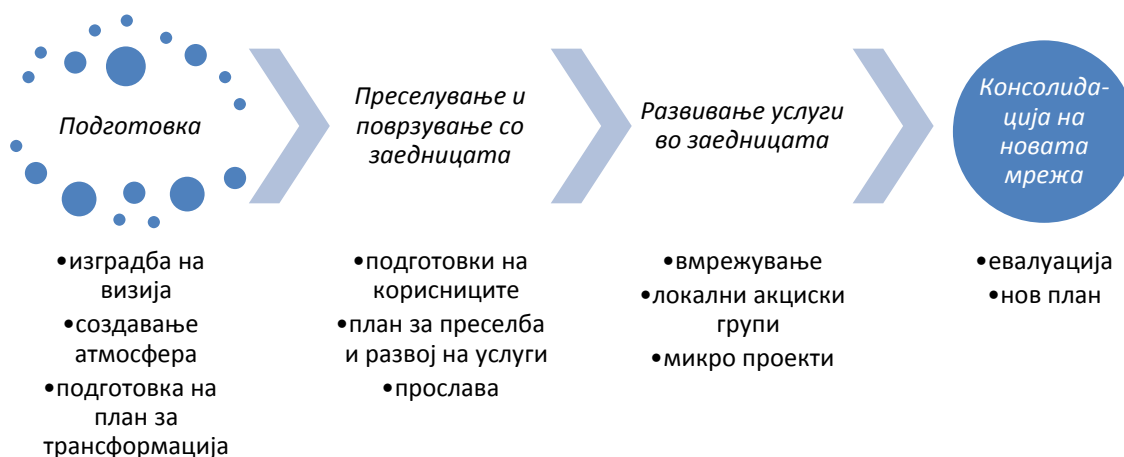 Подготовка
•изградба на
визија
•создавање
атмосфера
•подготовка на
план за
трансформација
Преселување и
поврзување со
заедницата
•подготовки на
корисниците
•план за преселба
и развој на услуги
•прослава
Развивање услуги
во заедницата
•вмрежување
•локални акциски
групи
•микро проекти
Консолида-
ција на
новата
мрежа
•евалуација
•нов план